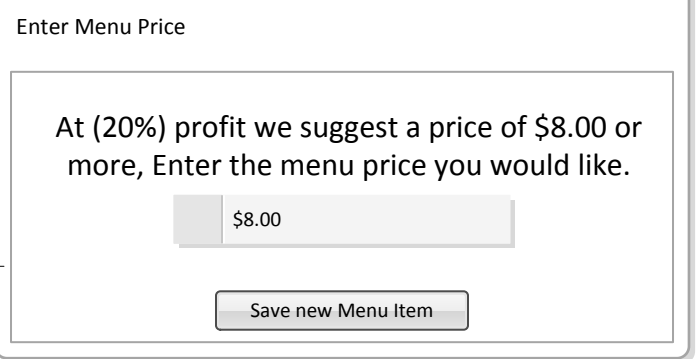 Enter Menu Price
At (20%) profit we suggest a price of $8.00 or
more, Enter the menu price you would like.
$8.00
Save new Menu Item